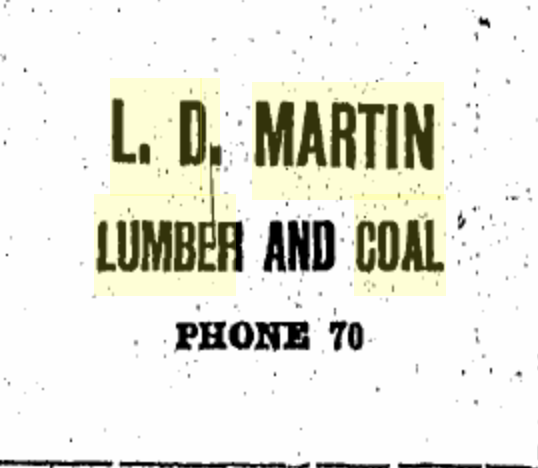 L. D. MARTIN
LUMBER AND COAL
PHONE 70